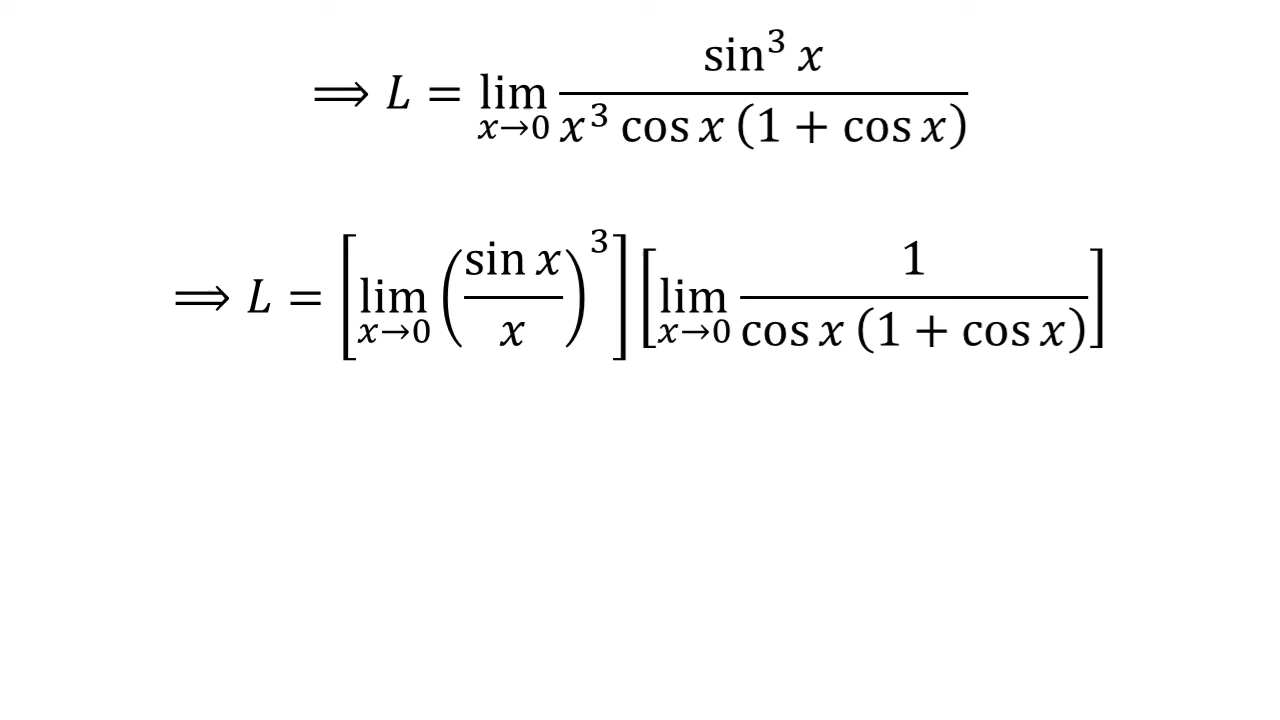 ⟹ L = lim_{x→0} sin³ x / (x³ cos x (1 + cos x))
⟹ L = [lim_{x→0} (sin x / x)³] [lim_{x→0} 1 / (cos x (1 + cos x))]